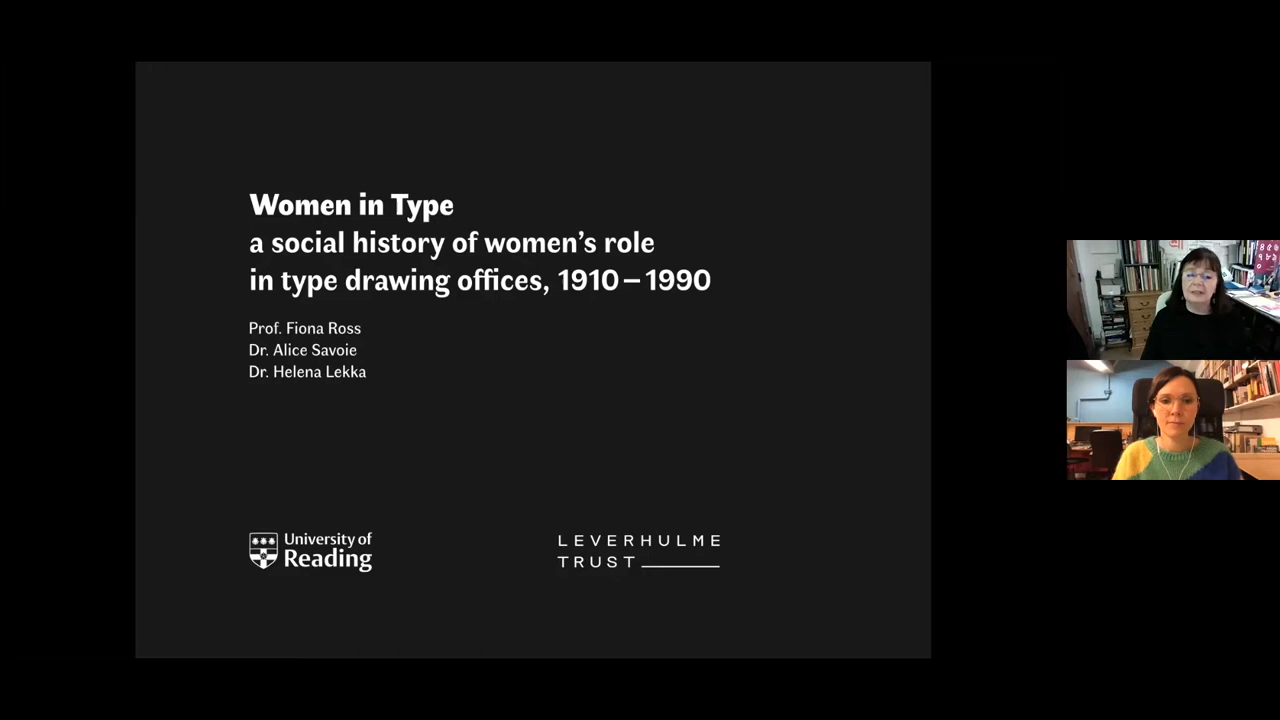 Women in Type
a social history of women’s role
in type drawing offices, 1910 – 1990
Prof. Fiona Ross
Dr. Alice Savoie
Dr. Helena Lekka
University of
Reading
LEVERHULME
TRUST